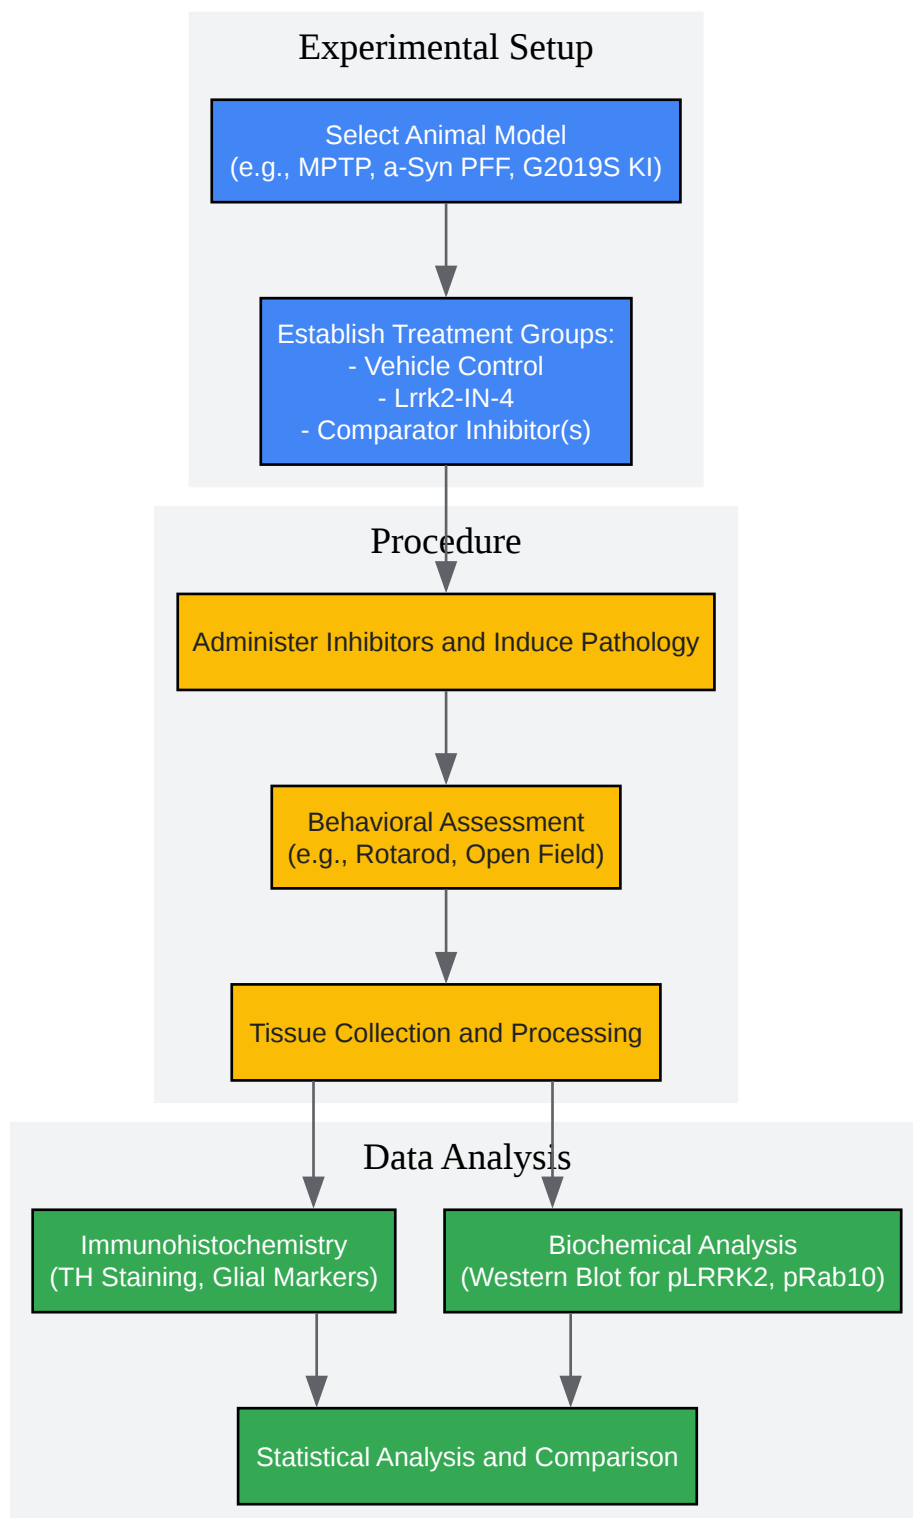 Experimental Setup
Select Animal Model
(e.g., MPTP, a-Syn PFF, G2019S KI)
Establish Treatment Groups:
- Vehicle Control
- Lrrk2-IN-4
- Comparator Inhibitor(s)
Procedure
Administer Inhibitors and Induce Pathology
Behavioral Assessment
(e.g., Rotarod, Open Field)
Tissue Collection and Processing
Data Analysis
Immunohistochemistry
(TH Staining, Glial Markers)
Biochemical Analysis
(Western Blot for pLRRK2, pRab10)
Statistical Analysis and Comparison